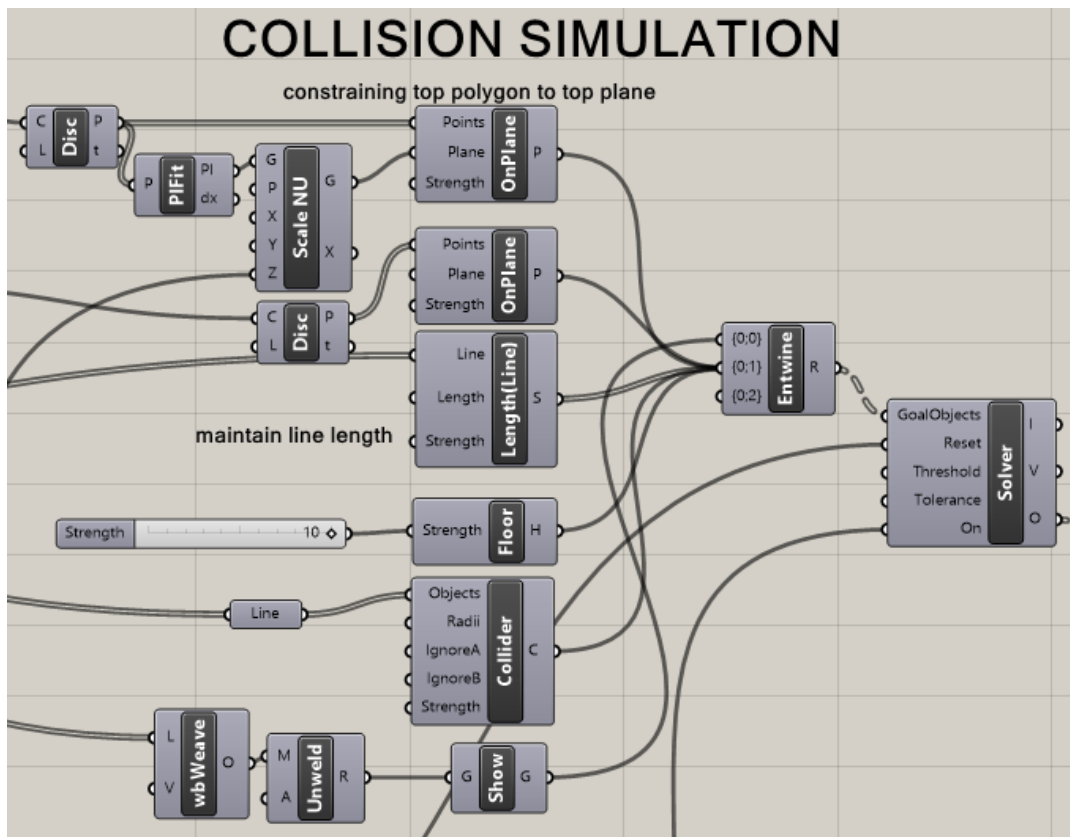 COLLISION SIMULATION
constraining top polygon to top plane
C Disc P
L t
P PlFit Pl
dx
G Scale NU G
P
X
Y X
Z
Points OnPlane P
Plane
Strength
C Disc P
L t
Points OnPlane P
Plane
Strength
Line Length(Line) S
Length
Strength
maintain line length
Strength 10
Strength Floor H
Line
Objects Collider C
Radii
IgnoreA
IgnoreB
Strength
L wbWeave O
V
M Unweld R
A
G Show G
{0;0} Entwine R
{0;1}
{0;2}
GoalObjects Solver I
Reset
Threshold V
Tolerance
On O